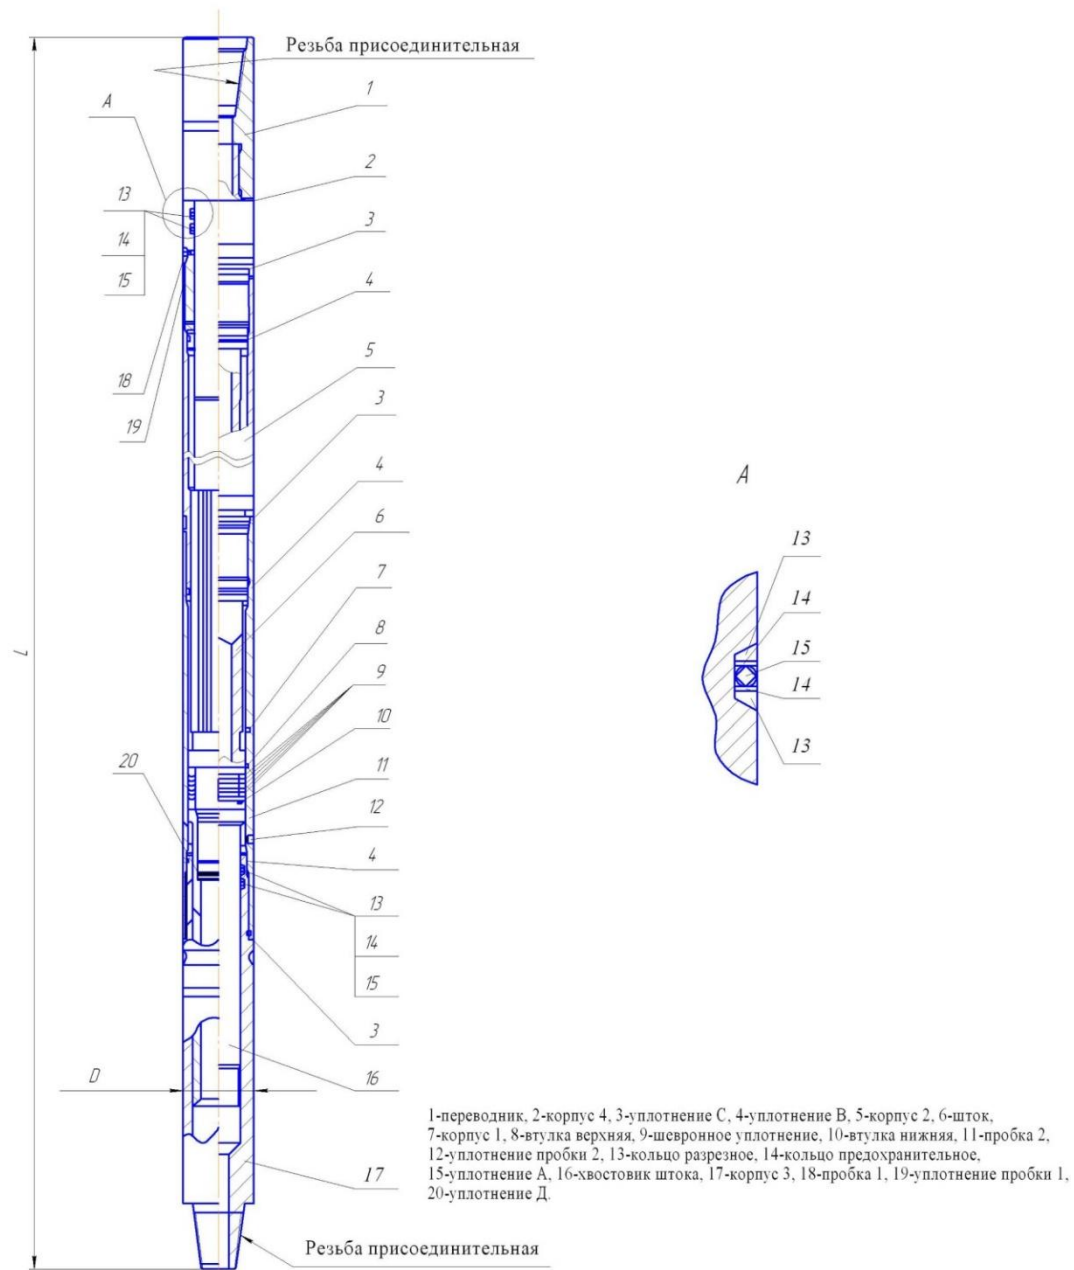 Резьба присоединительная
1
A
2
13
3
14
4
15
5
18
3
19
A
4
6
13
7
14
L
8
15
9
14
10
13
20
11
12
4
13
14
15
3
D
16
1-переводник, 2-корпус 4, 3-уплотнение С, 4-уплотнение В, 5-корпус 2, 6-шток,
7-корпус 1, 8-втулка верхняя, 9-шевронное уплотнение, 10-втулка нижняя, 11-пробка 2,
12-уплотнение пробки 2, 13-кольцо разрезное, 14-кольцо предохранительное,
15-уплотнение А, 16-хвостовик штока, 17-корпус 3, 18-пробка 1, 19-уплотнение пробки 1,
20-уплотнение Д.
17
Резьба присоединительная